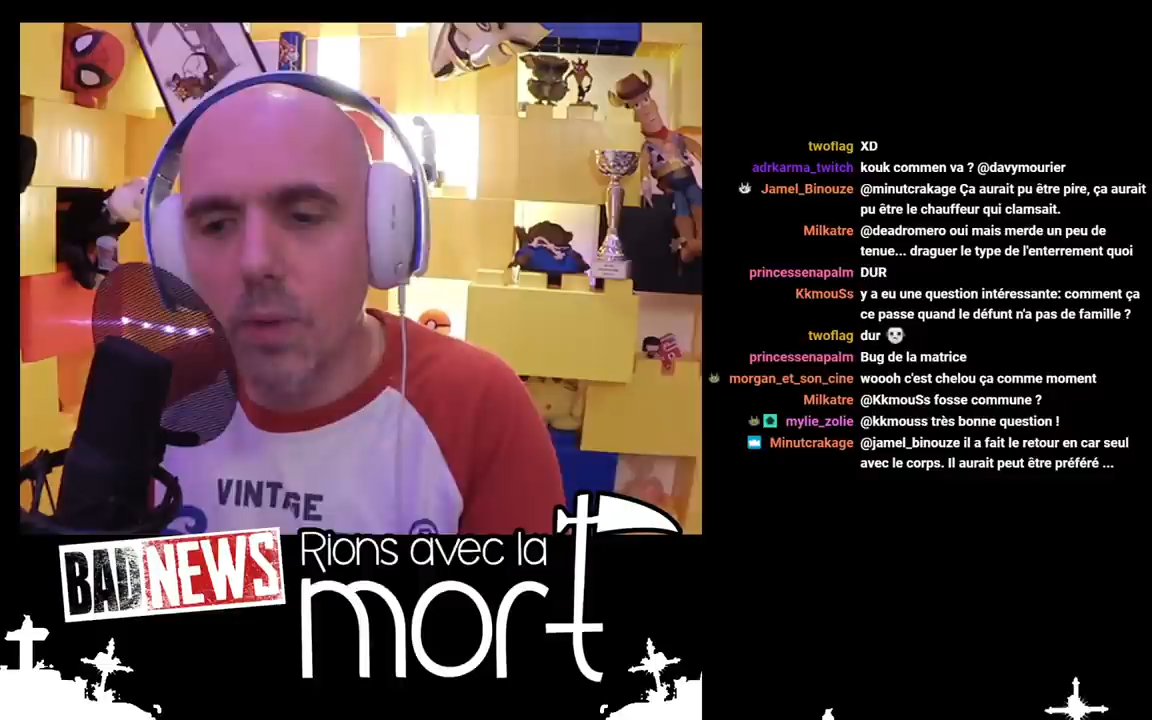 VINTAGE
BAD NEWS
Rions avec la
mort
twoflag XD
adrkarma_twitch kouk commen va ? @davymourier
Jamel_Binouze @minutcrakage Ça aurait pu être pire, ça aurait
pu être le chauffeur qui clamsait.
Milkatre @deadromero oui mais merde un peu de
tenue... draguer le type de l'enterrement quoi
princessenapalm DUR
KkmouSs y a eu une question intéressante: comment ça
ce passe quand le défunt n'a pas de famille ?
twoflag dur
princessenapalm Bug de la matrice
morgan_et_son_cine woooh c'est chelou ça comme moment
Milkatre @KkmouSs fosse commune ?
mylie_zolie @kkmouss très bonne question !
Minutcrakage @jamel_binouze il a fait le retour en car seul
avec le corps. Il aurait peut être préféré ...